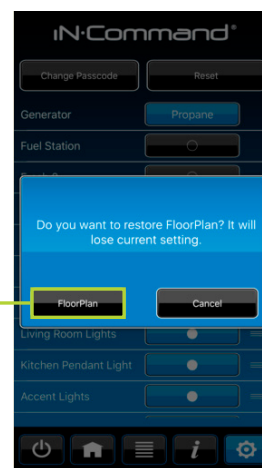 iN·Command®
Change Passcode Reset
Generator Propane
Fuel Station
Do you want to restore FloorPlan? It will
lose current setting.
FloorPlan Cancel
Living Room Lights
Kitchen Pendant Light
Accent Lights